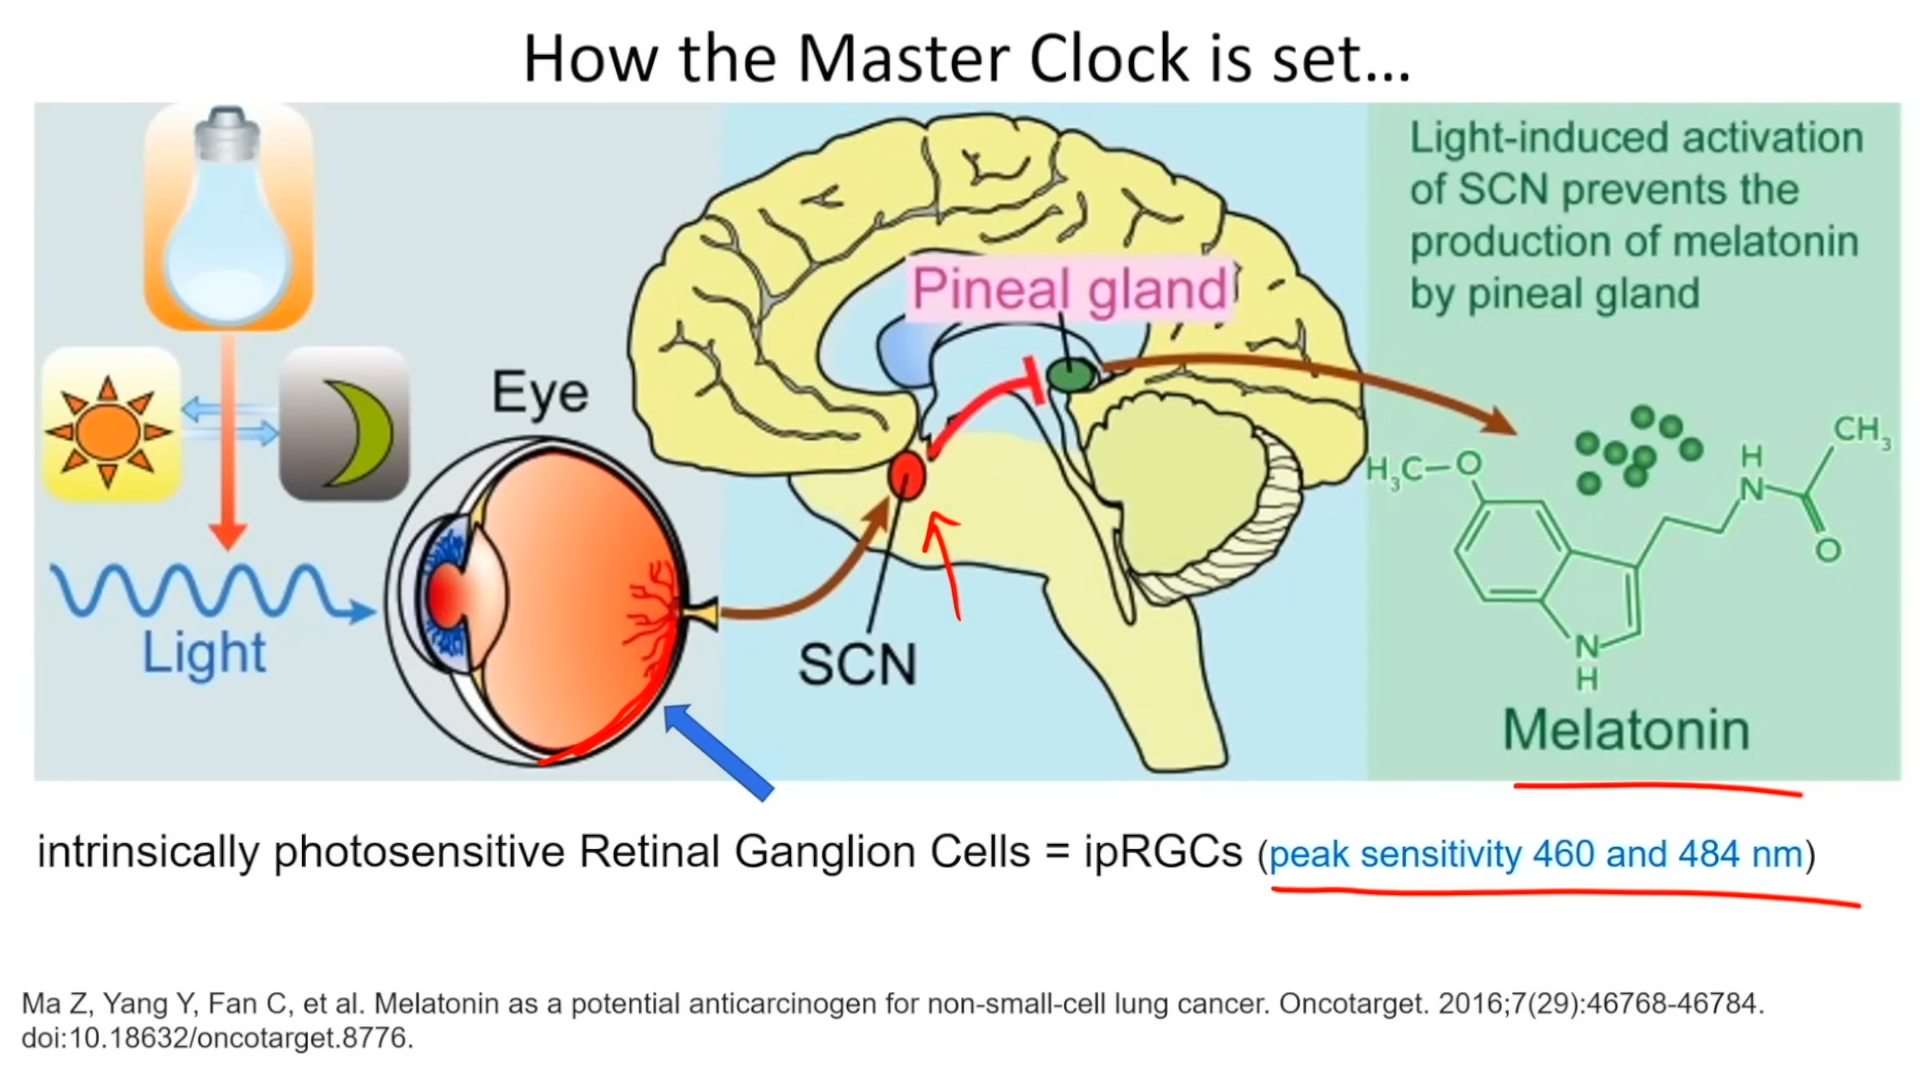 How the Master Clock is set...
Light-induced activation
of SCN prevents the
production of melatonin
by pineal gland
Pineal gland
Eye
Light
SCN
H₃C–O
H
N
CH₃
O
N
H
Melatonin
intrinsically photosensitive Retinal Ganglion Cells = ipRGCs (peak sensitivity 460 and 484 nm)
Ma Z, Yang Y, Fan C, et al. Melatonin as a potential anticarcinogen for non-small-cell lung cancer. Oncotarget. 2016;7(29):46768-46784.
doi:10.18632/oncotarget.8776.